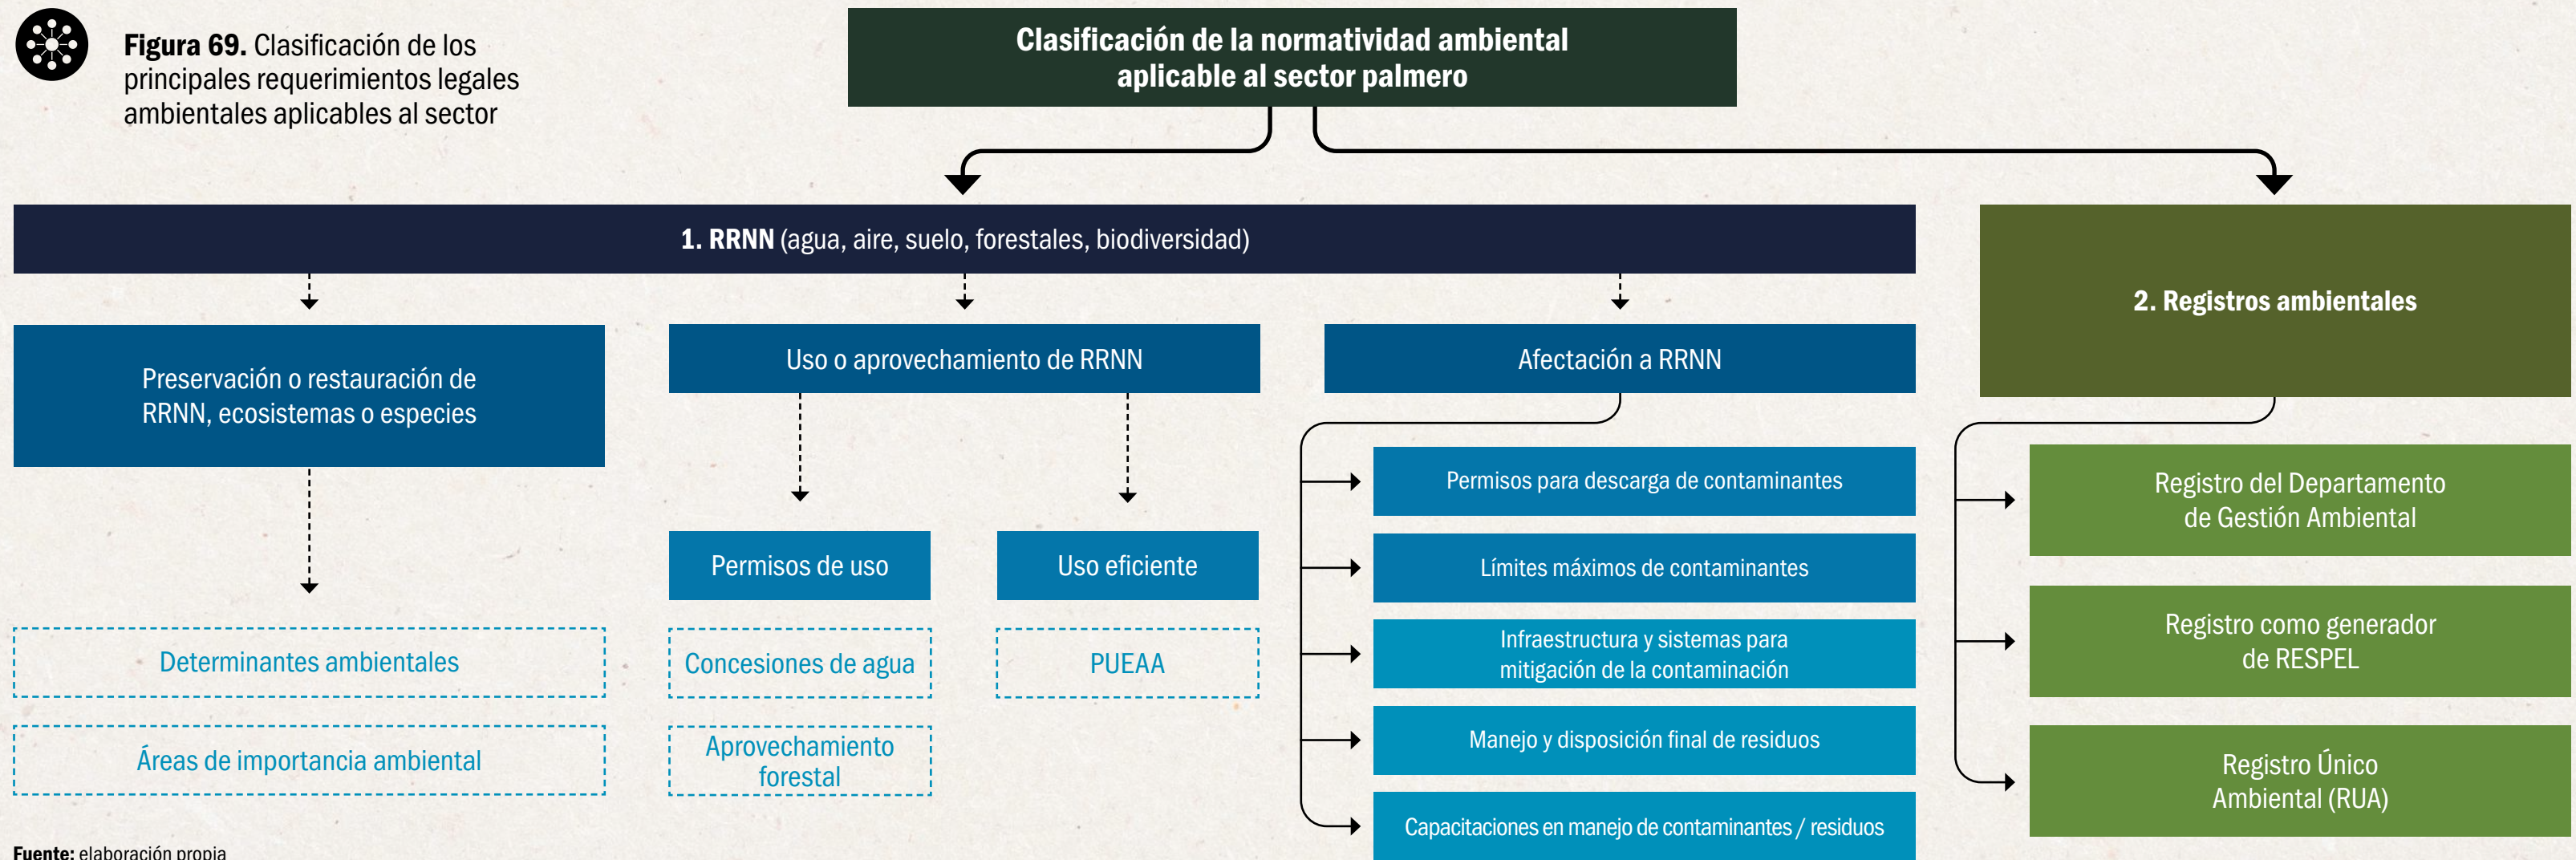 Figura 69. Clasificación de los
principales requerimientos legales
ambientales aplicables al sector
Clasificación de la normatividad ambiental
aplicable al sector palmero
1. RRNN (agua, aire, suelo, forestales, biodiversidad)
2. Registros ambientales
Preservación o restauración de
RRNN, ecosistemas o especies
Determinantes ambientales
Áreas de importancia ambiental
Uso o aprovechamiento de RRNN
Permisos de uso
Concesiones de agua
Aprovechamiento
forestal
Uso eficiente
PUEAA
Afectación a RRNN
Permisos para descarga de contaminantes
Límites máximos de contaminantes
Infraestructura y sistemas para
mitigación de la contaminación
Manejo y disposición final de residuos
Capacitaciones en manejo de contaminantes / residuos
Registro del Departamento
de Gestión Ambiental
Registro como generador
de RESPEL
Registro Único
Ambiental (RUA)
Fuente: elaboración propia